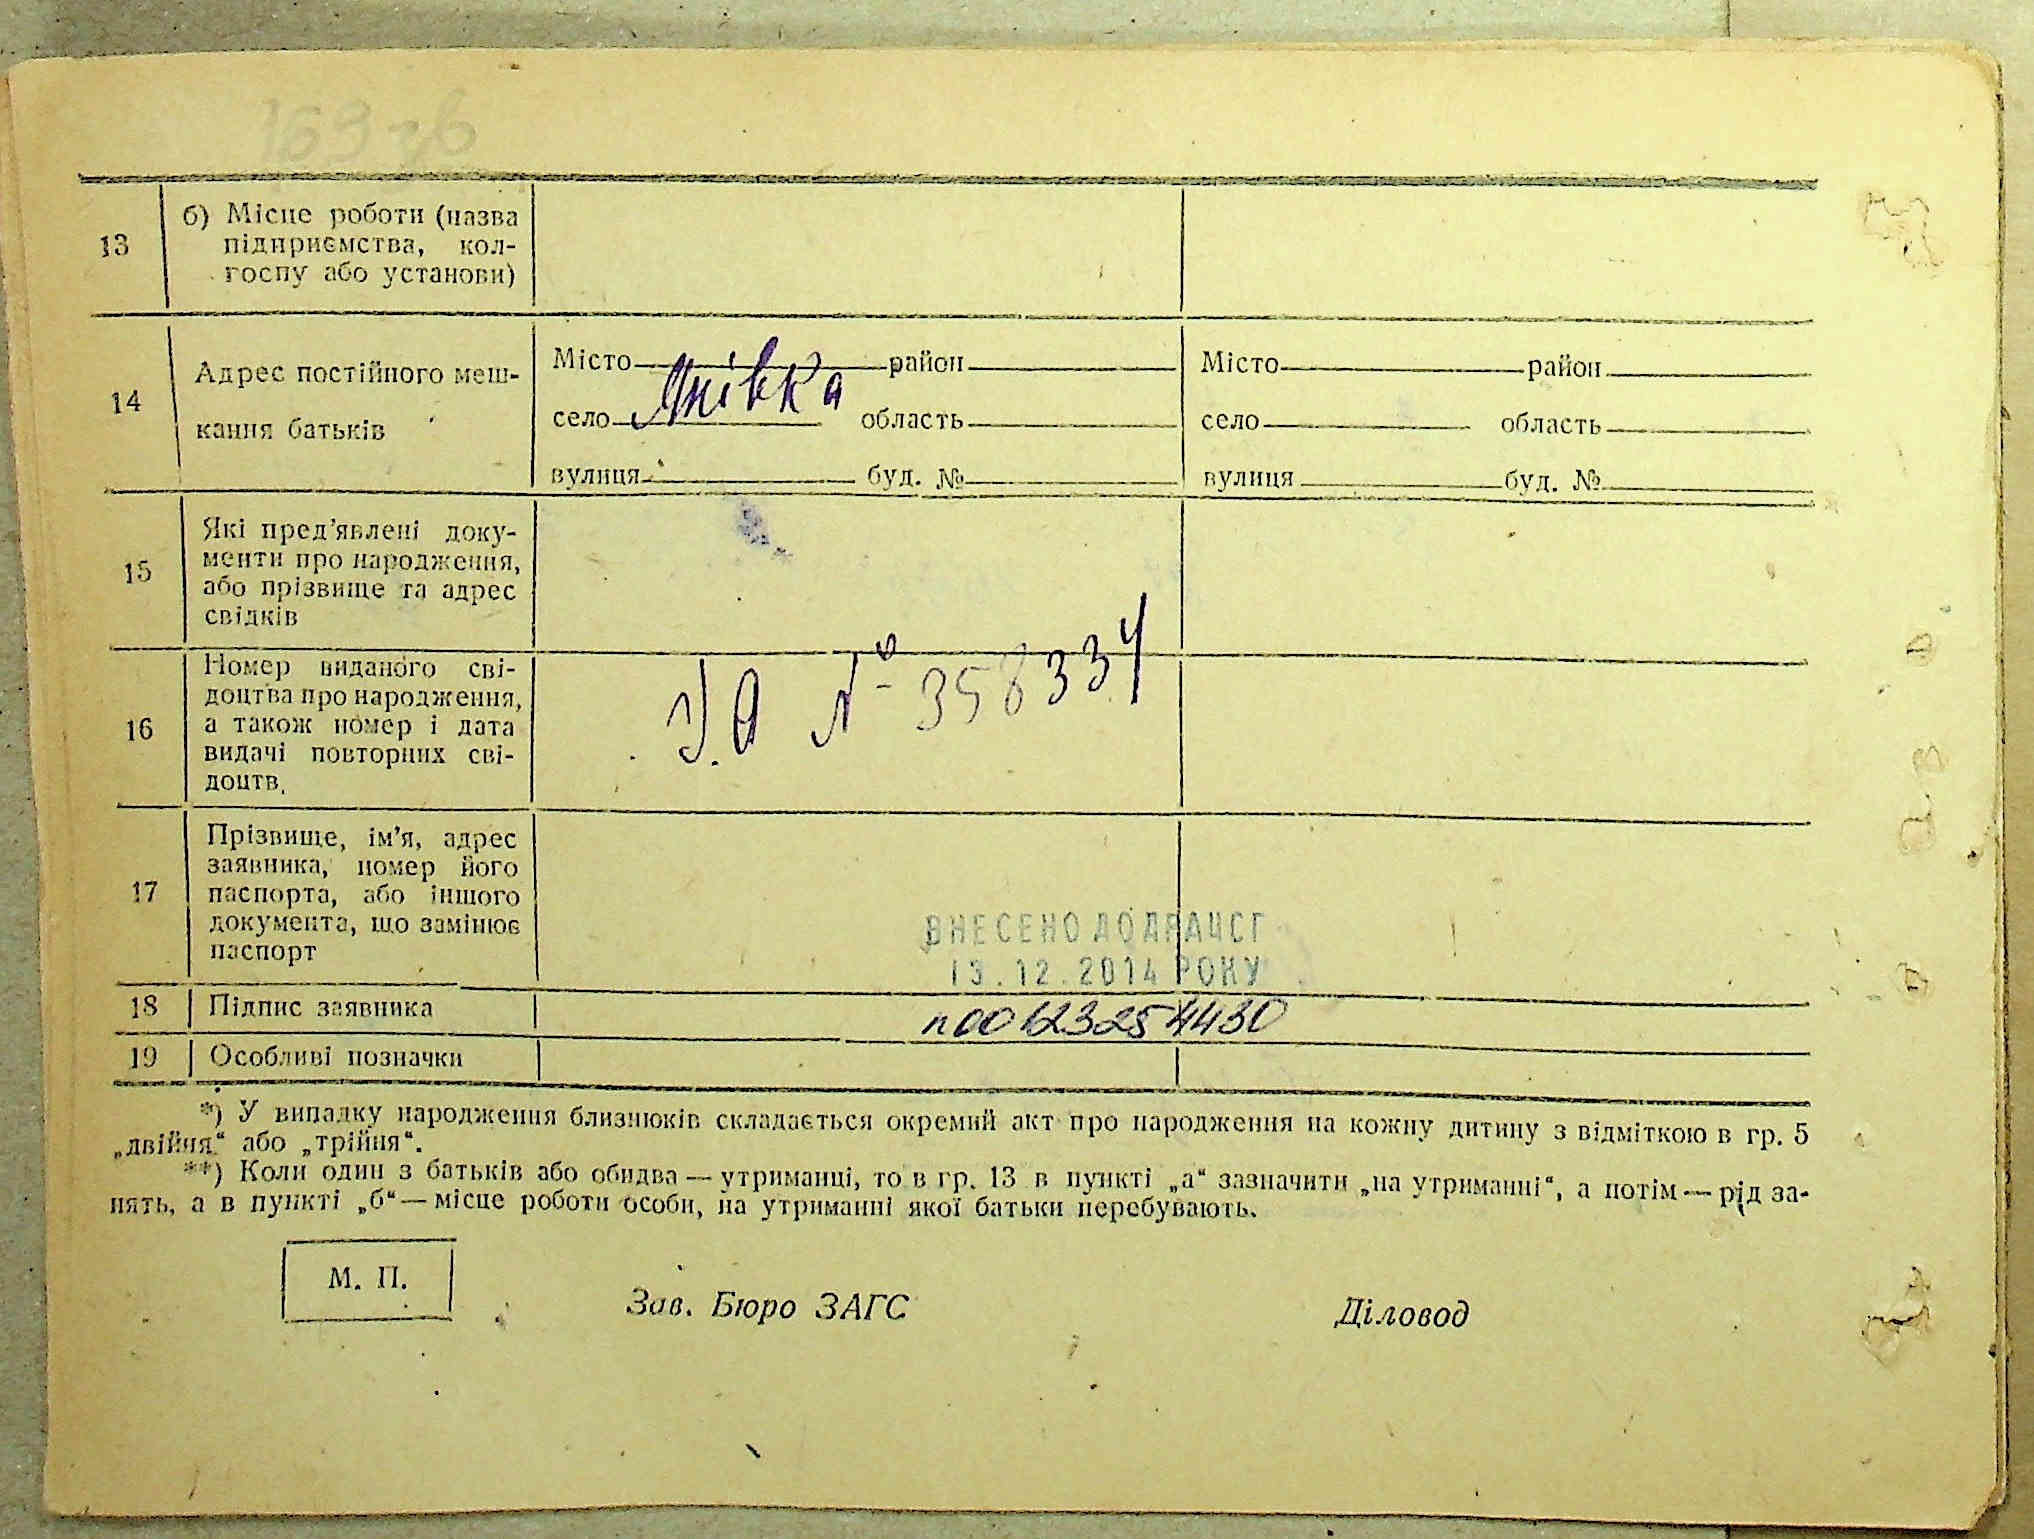 169 зв
13
б) Місце роботи (назва
підприємства, кол-
госпу або установи)
14
Адрес постійного меш-
кання батьків
Місто район
село Янівка область
вулиця буд. №
Місто район
село область
вулиця буд. №
15
Які пред’явлені доку-
менти про народження,
або прізвище та адрес
свідків
16
Номер виданого сві-
доцтва про народження,
а також номер і дата
видачі повторних сві-
доцтв.
№ 358334
17
Прізвище, ім’я, адрес
заявника, номер його
паспорта, або іншого
документа, що замінює
паспорт
ВНЕСЕНО ДО ДРАЦСГ
13.12.2014 РОКУ
18 Підпис заявника
n00123254430
19 Особливі позначки
*) У випадку народження близнюків складається окремий акт про народження на кожну дитину з відміткою в гр. 5
„двійня“ або „трійня“.
**) Коли один з батьків або обидва — утриманці, то в гр. 13 в пункті „а“ зазначити „на утриманні“, а потім — рід за-
нять, а в пункті „б“ — місце роботи особи, на утриманні якої батьки перебувають.
М. П.
Зав. Бюро ЗАГС
Діловод